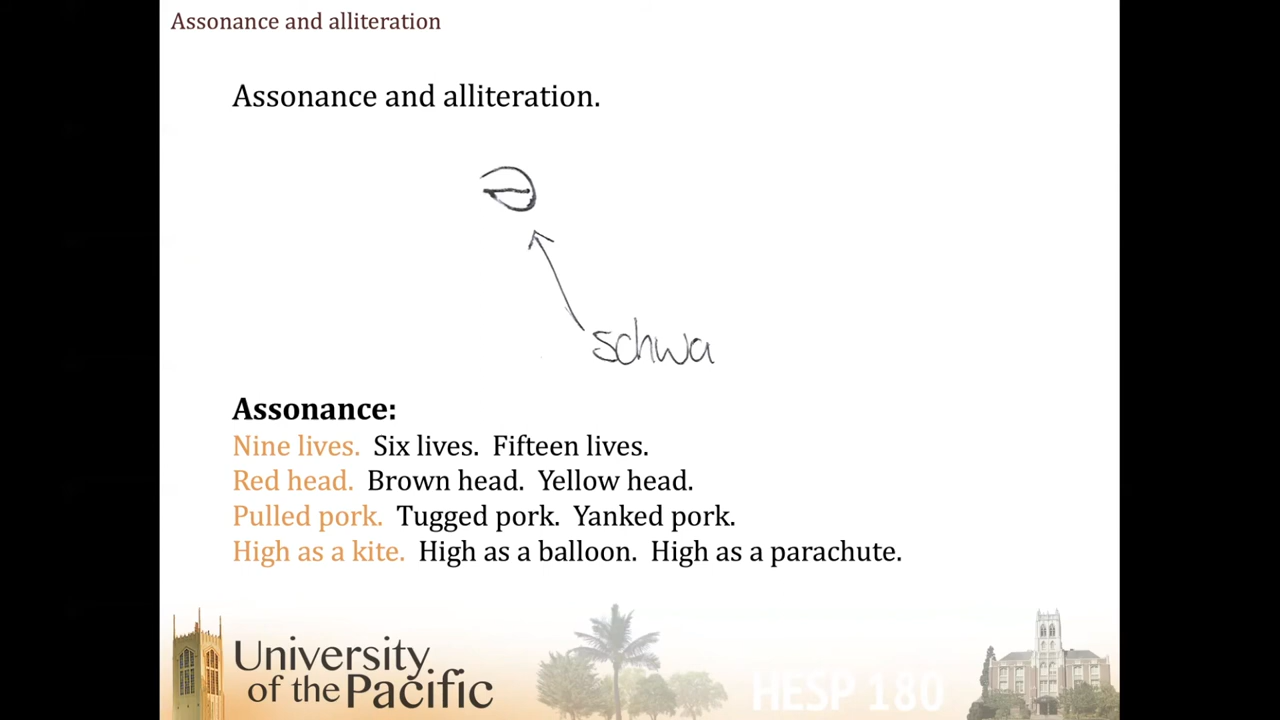 Assonance and alliteration
Assonance and alliteration.
ə
schwa
Assonance:
Nine lives. Six lives. Fifteen lives.
Red head. Brown head. Yellow head.
Pulled pork. Tugged pork. Yanked pork.
High as a kite. High as a balloon. High as a parachute.
University
of the Pacific
HESP 180